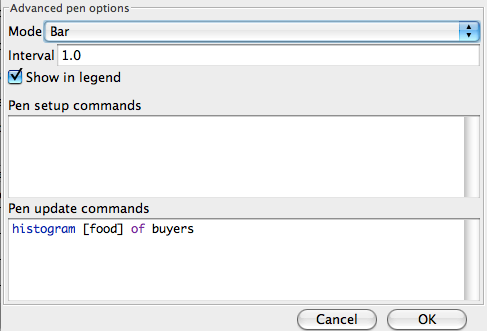 Advanced pen options
Mode Bar
Interval 1.0
Show in legend
Pen setup commands
Pen update commands
histogram [food] of buyers
Cancel OK